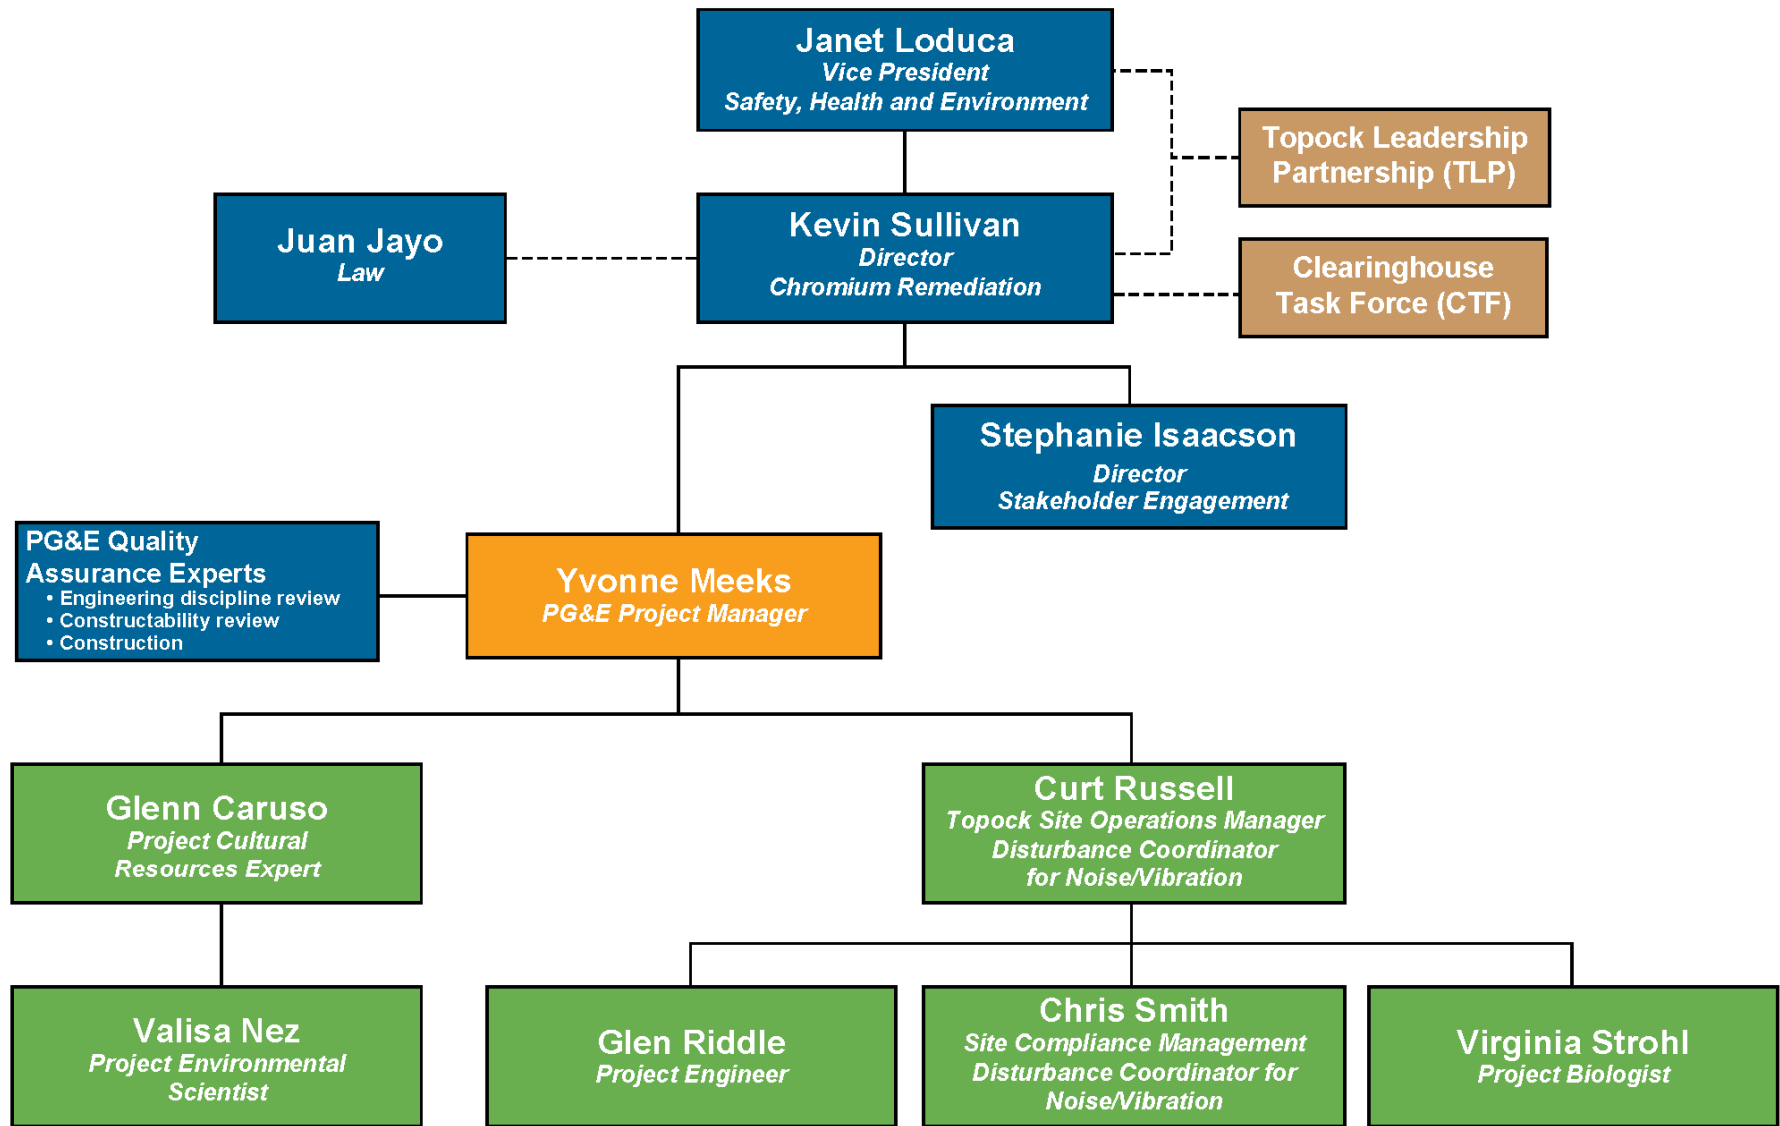 Janet Loduca
Vice President
Safety, Health and Environment
Topock Leadership
Partnership (TLP)
Juan Jayo
Law
Kevin Sullivan
Director
Chromium Remediation
Clearinghouse
Task Force (CTF)
Stephanie Isaacson
Director
Stakeholder Engagement
PG&E Quality
Assurance Experts
• Engineering discipline review
• Constructability review
• Construction
Yvonne Meeks
PG&E Project Manager
Glenn Caruso
Project Cultural
Resources Expert
Curt Russell
Topock Site Operations Manager
Disturbance Coordinator
for Noise/Vibration
Valisa Nez
Project Environmental
Scientist
Glen Riddle
Project Engineer
Chris Smith
Site Compliance Management
Disturbance Coordinator for
Noise/Vibration
Virginia Strohl
Project Biologist